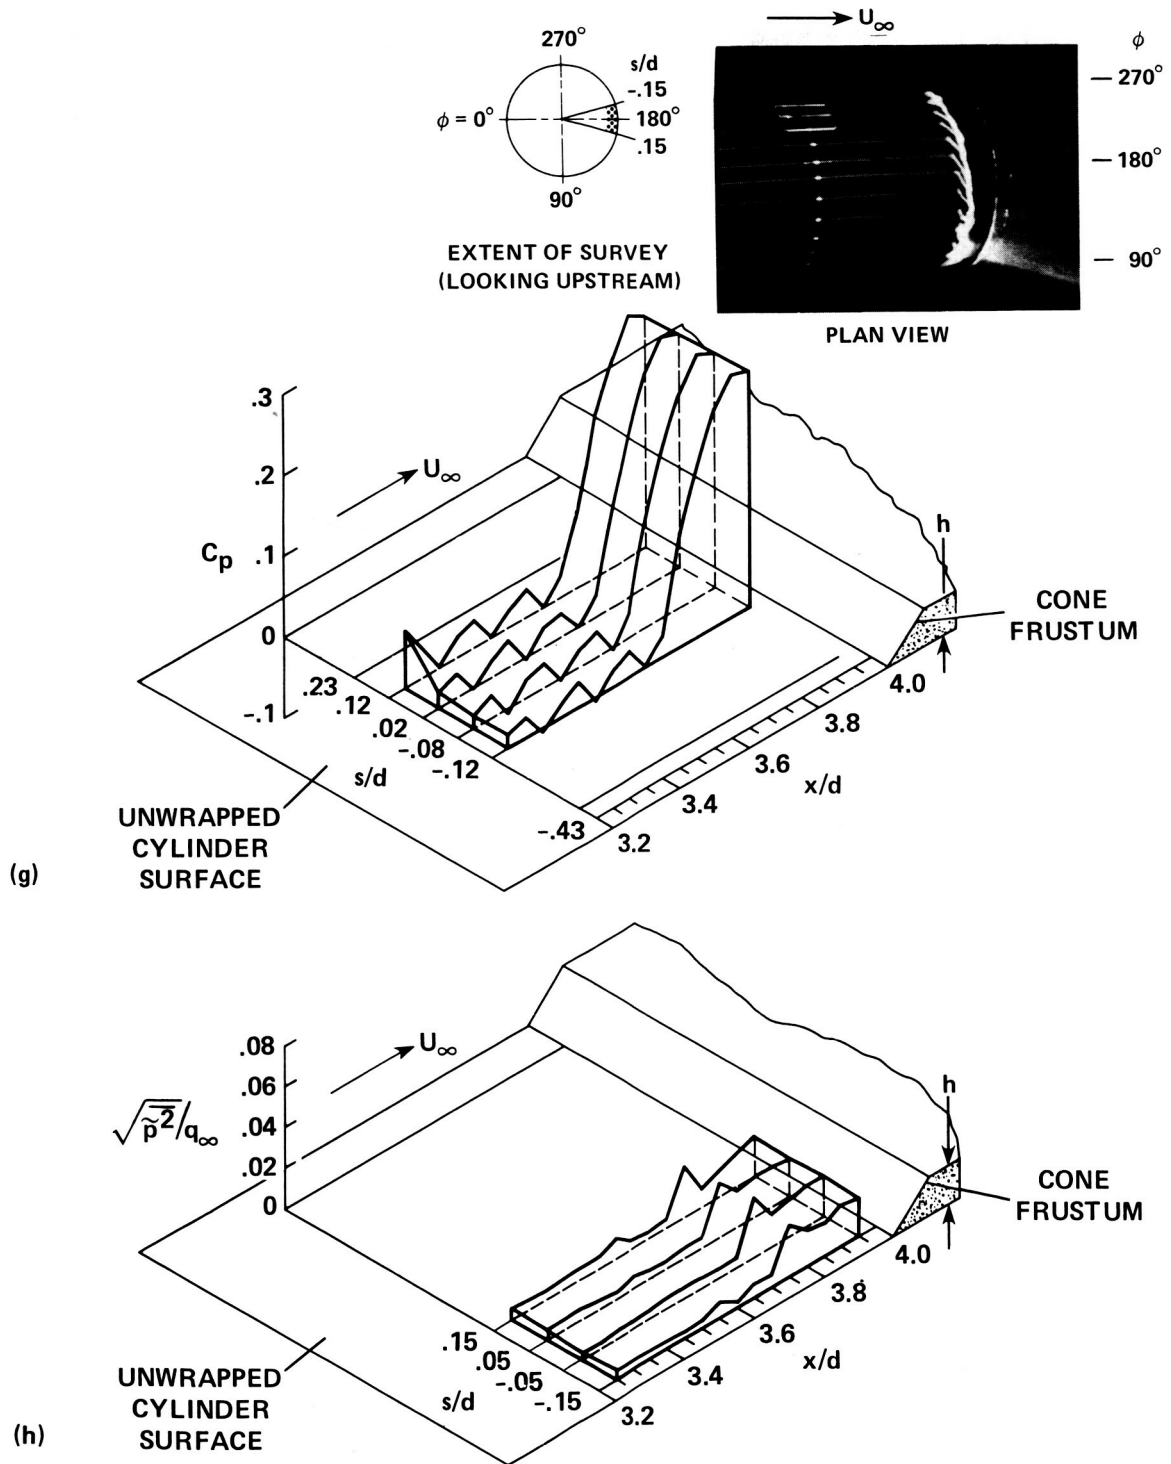 U∞
270°
s/d
-.15
ϕ = 0°
180°
.15
90°
EXTENT OF SURVEY
(LOOKING UPSTREAM)
ϕ
270°
180°
90°
PLAN VIEW
.3
.2
.1
0
-.1
Cp
U∞
h
CONE
FRUSTUM
.23
.12
.02
-.08
-.12
-.43
s/d
4.0
3.8
3.6
3.4
3.2
x/d
UNWRAPPED
CYLINDER
SURFACE
(g)
.08
.06
.04
.02
0
√p̃²/q∞
U∞
h
CONE
FRUSTUM
.15
.05
-.05
-.15
s/d
4.0
3.8
3.6
3.4
3.2
x/d
UNWRAPPED
CYLINDER
SURFACE
(h)